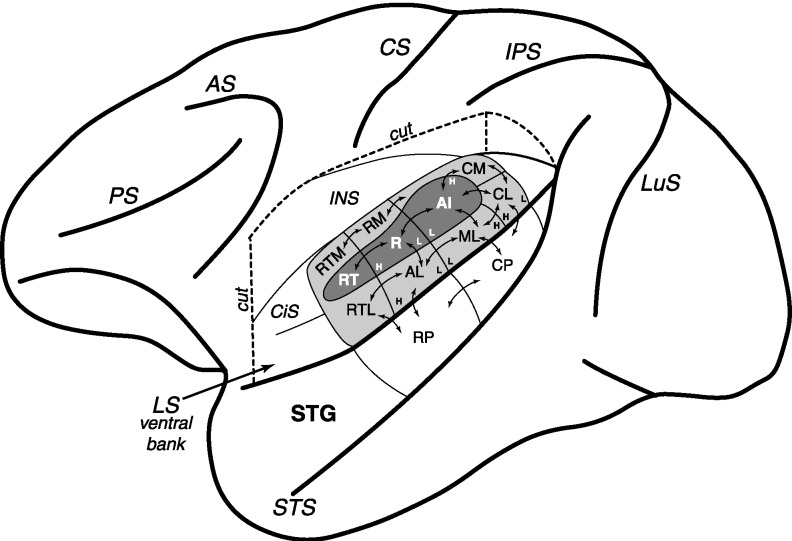 CS
IPS
AS
cut
PS
LuS
INS
CM
H
CL
L
AI
RM
H
H
ML
L
R
L
RTM
CP
L
L
H
AL
RT
cut
CiS
RTL
H
RP
LS
ventral
bank
STG
STS